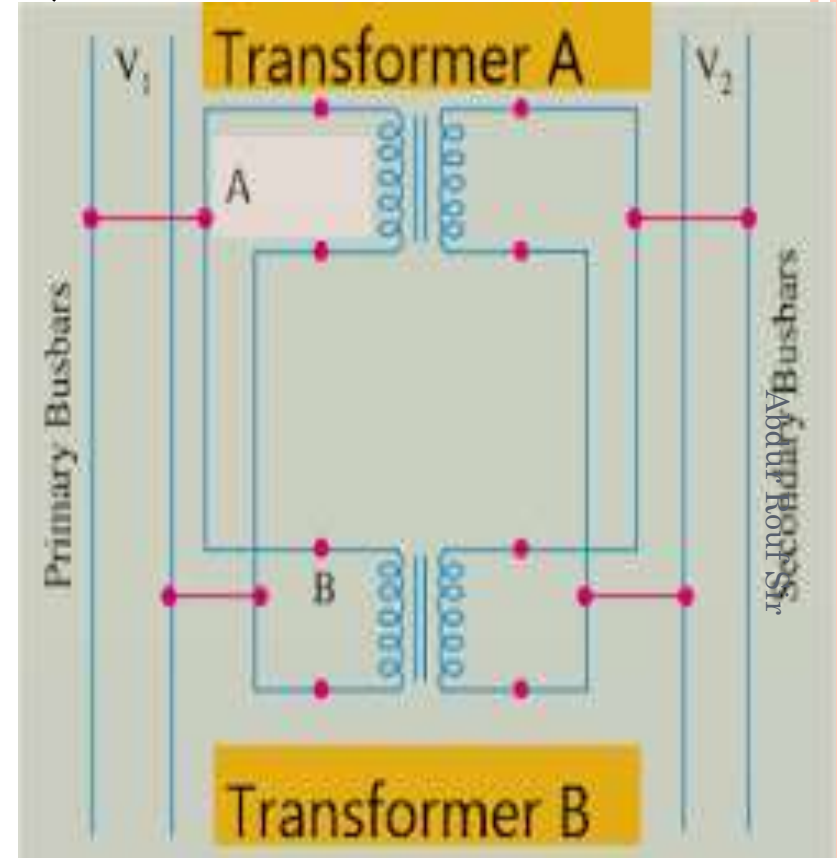 Transformer A
V₁
V₂
A
Primary Busbars
Secondary Busbars
Abdur Rouf Sir
B
Transformer B